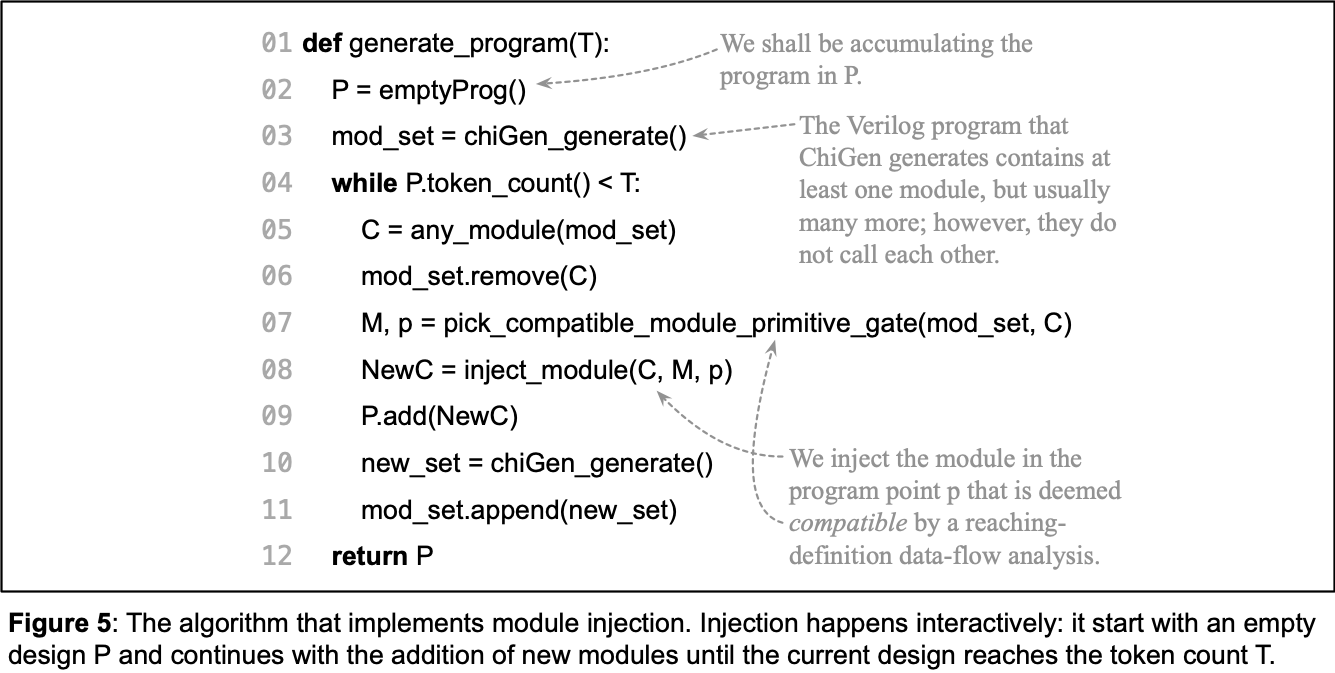 01 def generate_program(T):
We shall be accumulating the
program in P.
02 P = emptyProg()
03 mod_set = chiGen_generate()
The Verilog program that
ChiGen generates contains at
least one module, but usually
many more; however, they do
not call each other.
04 while P.token_count() < T:
05 C = any_module(mod_set)
06 mod_set.remove(C)
07 M, p = pick_compatible_module_primitive_gate(mod_set, C)
08 NewC = inject_module(C, M, p)
09 P.add(NewC)
10 new_set = chiGen_generate()
11 mod_set.append(new_set)
12 return P
We inject the module in the
program point p that is deemed
compatible by a reaching-
definition data-flow analysis.
Figure 5: The algorithm that implements module injection. Injection happens interactively: it start with an empty
design P and continues with the addition of new modules until the current design reaches the token count T.